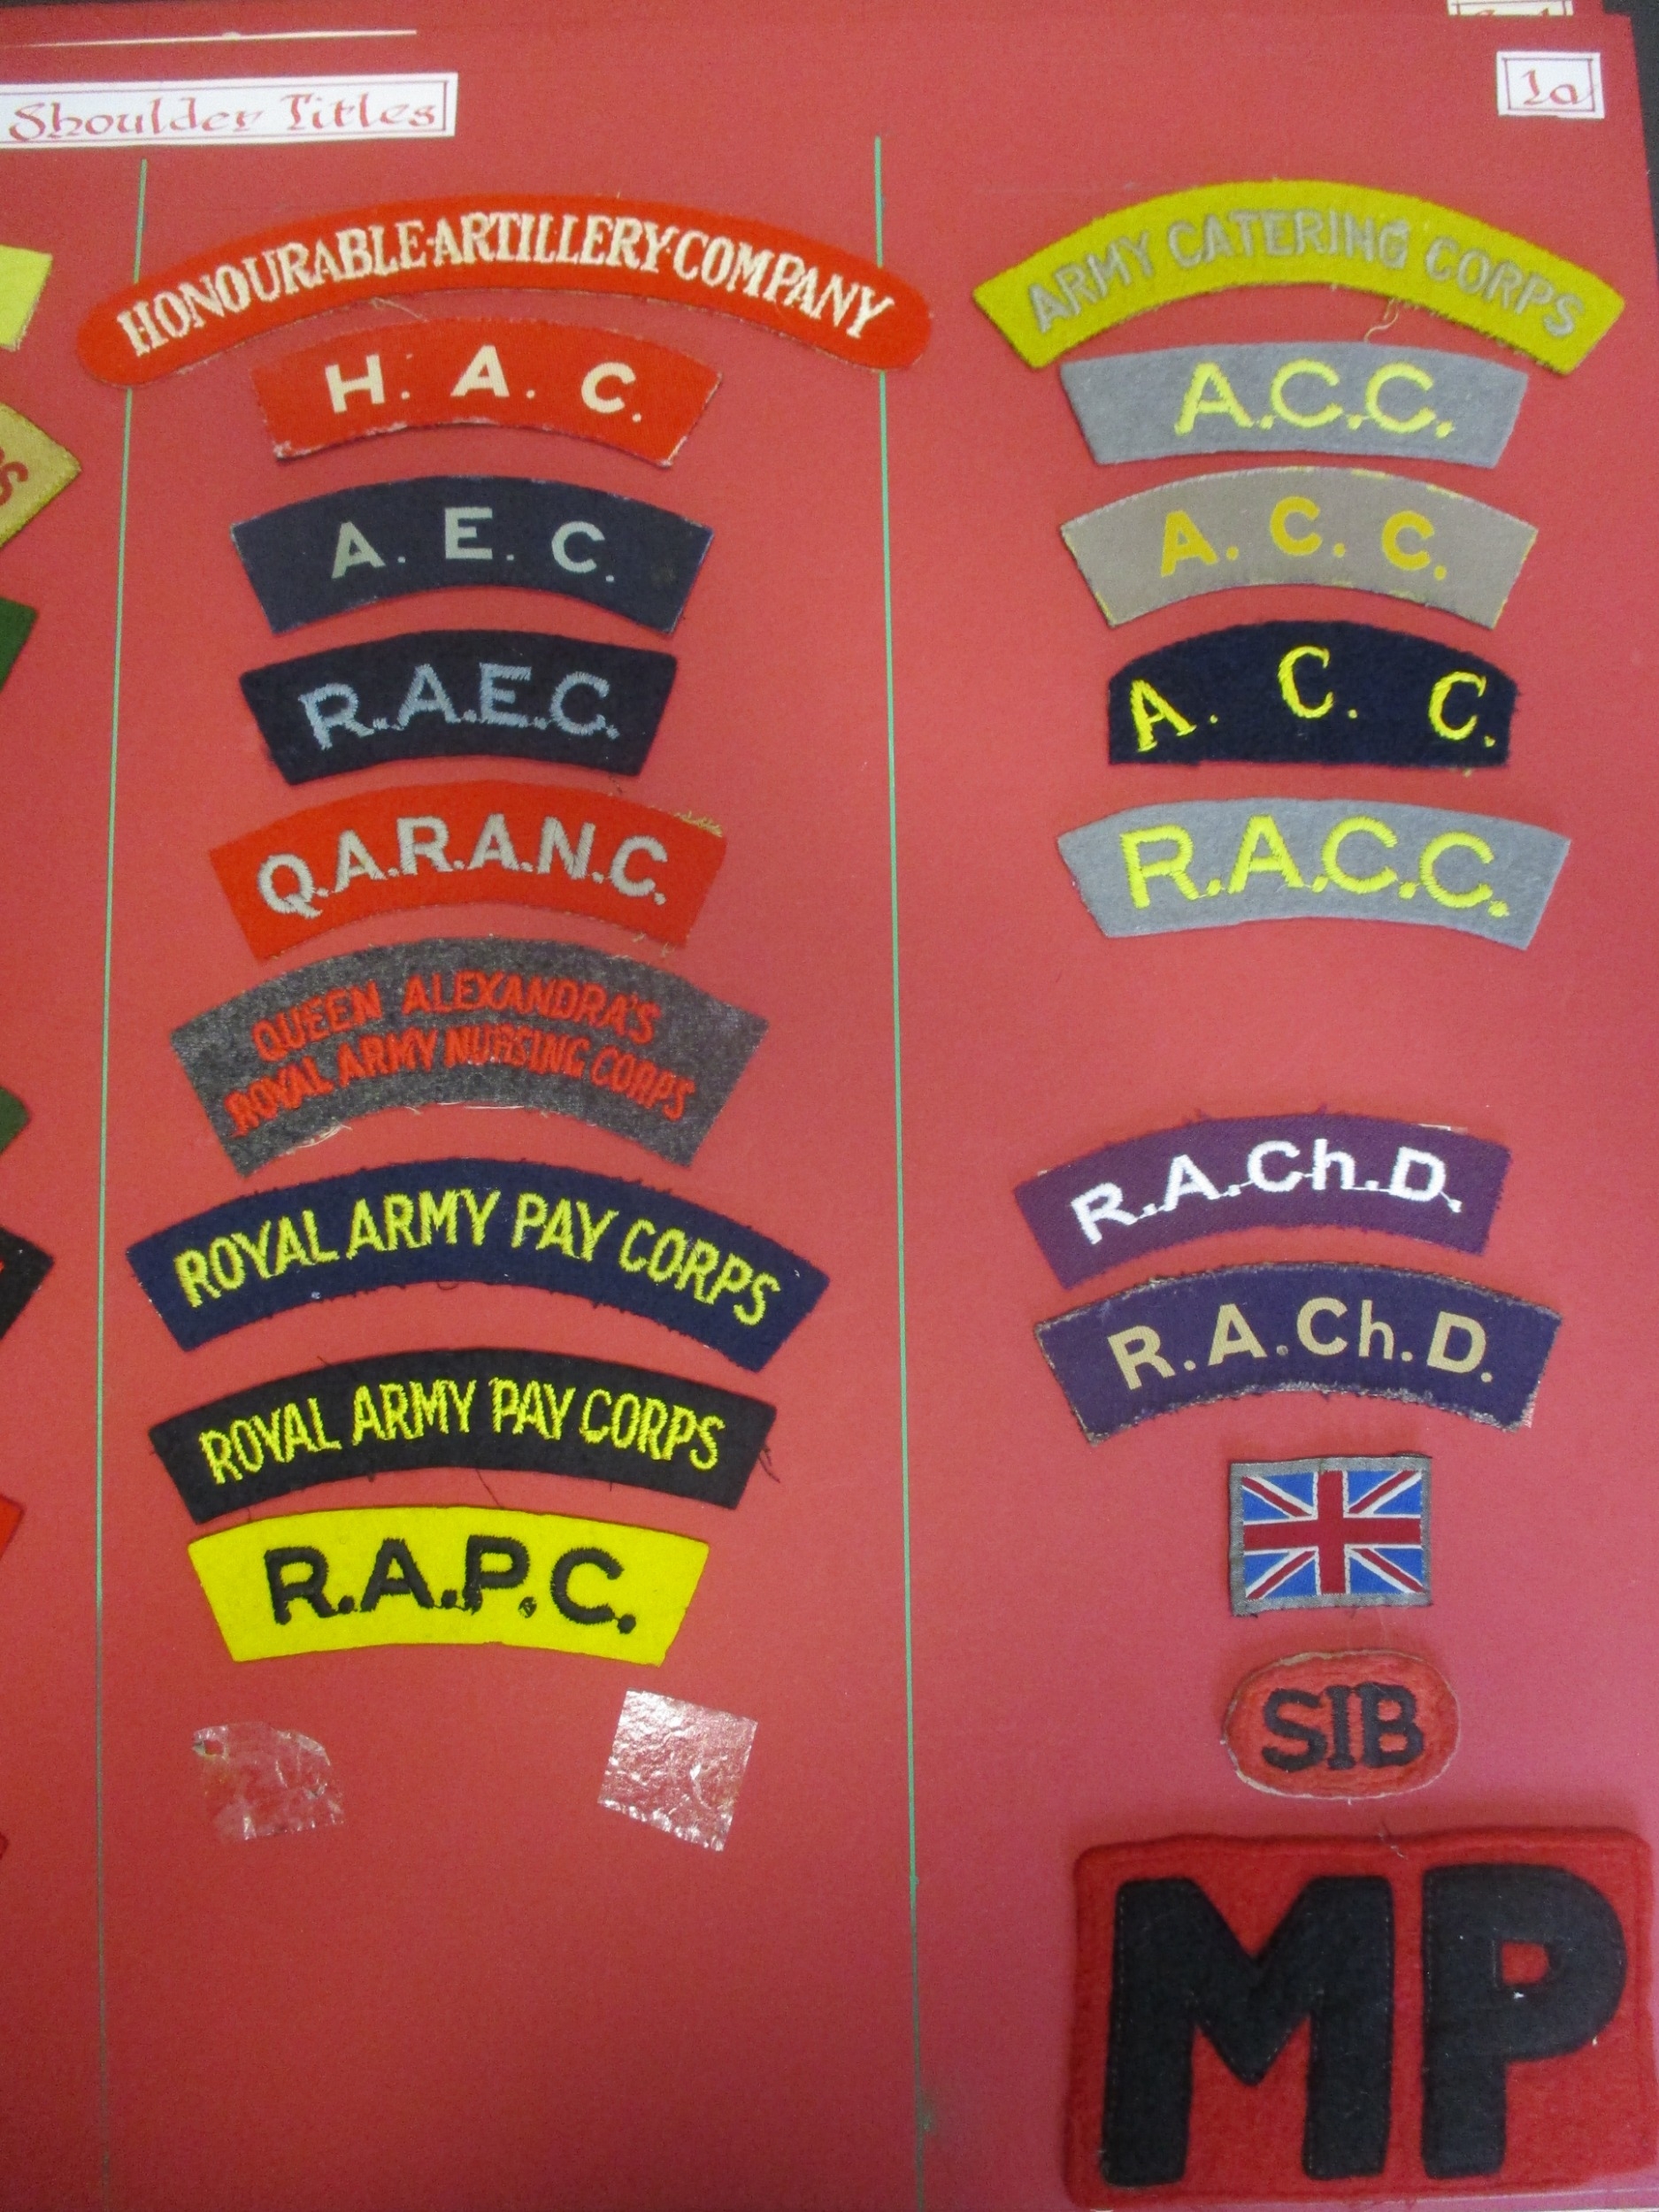 Shoulder Titles
1a
HONOURABLE·ARTILLERY·COMPANY
H. A. C.
A. E. C.
R.A.E.C.
Q.A.R.A.N.C.
QUEEN ALEXANDRA'S
ROYAL ARMY NURSING CORPS
ROYAL ARMY PAY CORPS
ROYAL ARMY PAY CORPS
R.A.P.C.
ARMY CATERING CORPS
A.C.C.
A. C. C.
A. C. C.
R.A.C.C.
R.A.Ch.D.
R.A.Ch.D.
SIB
MP